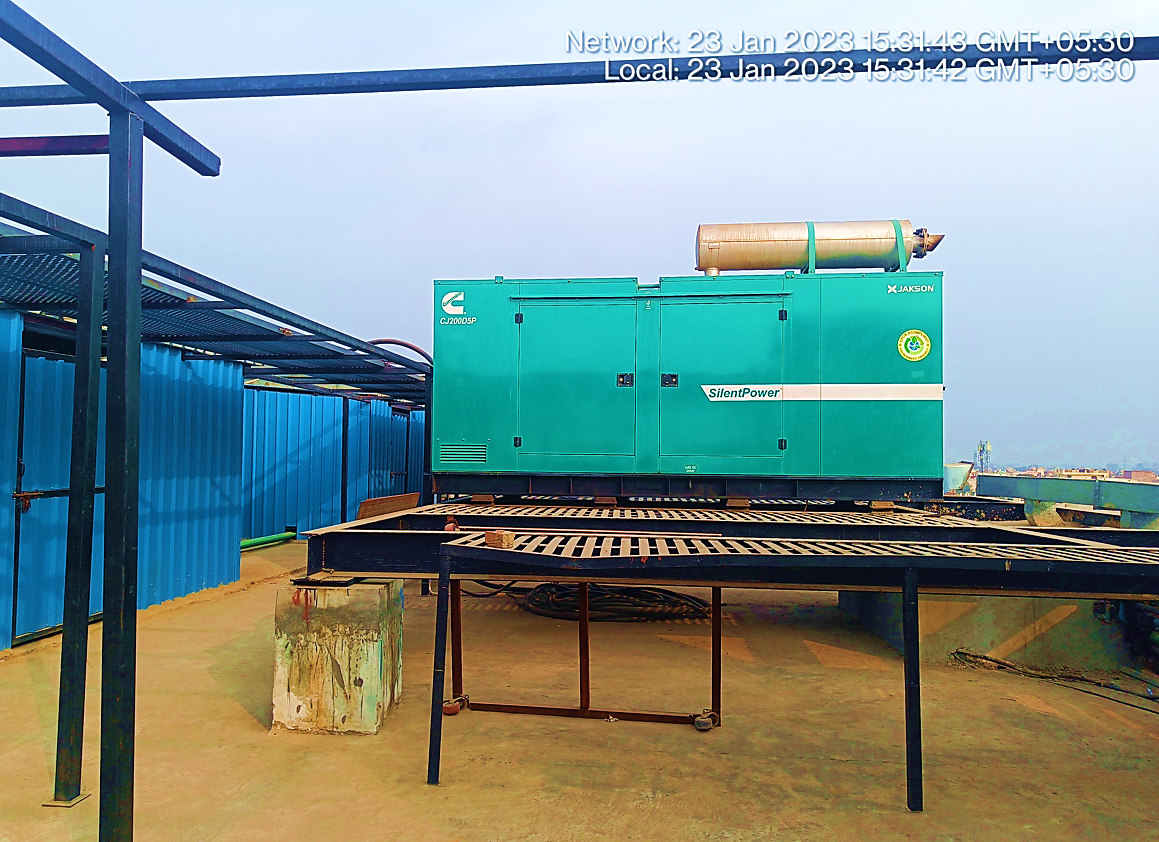 Network: 23 Jan 2023 15:31:43 GMT+05:30
Local: 23 Jan 2023 15:31:42 GMT+05:30
JAKSON
CJ200D5P
SilentPower